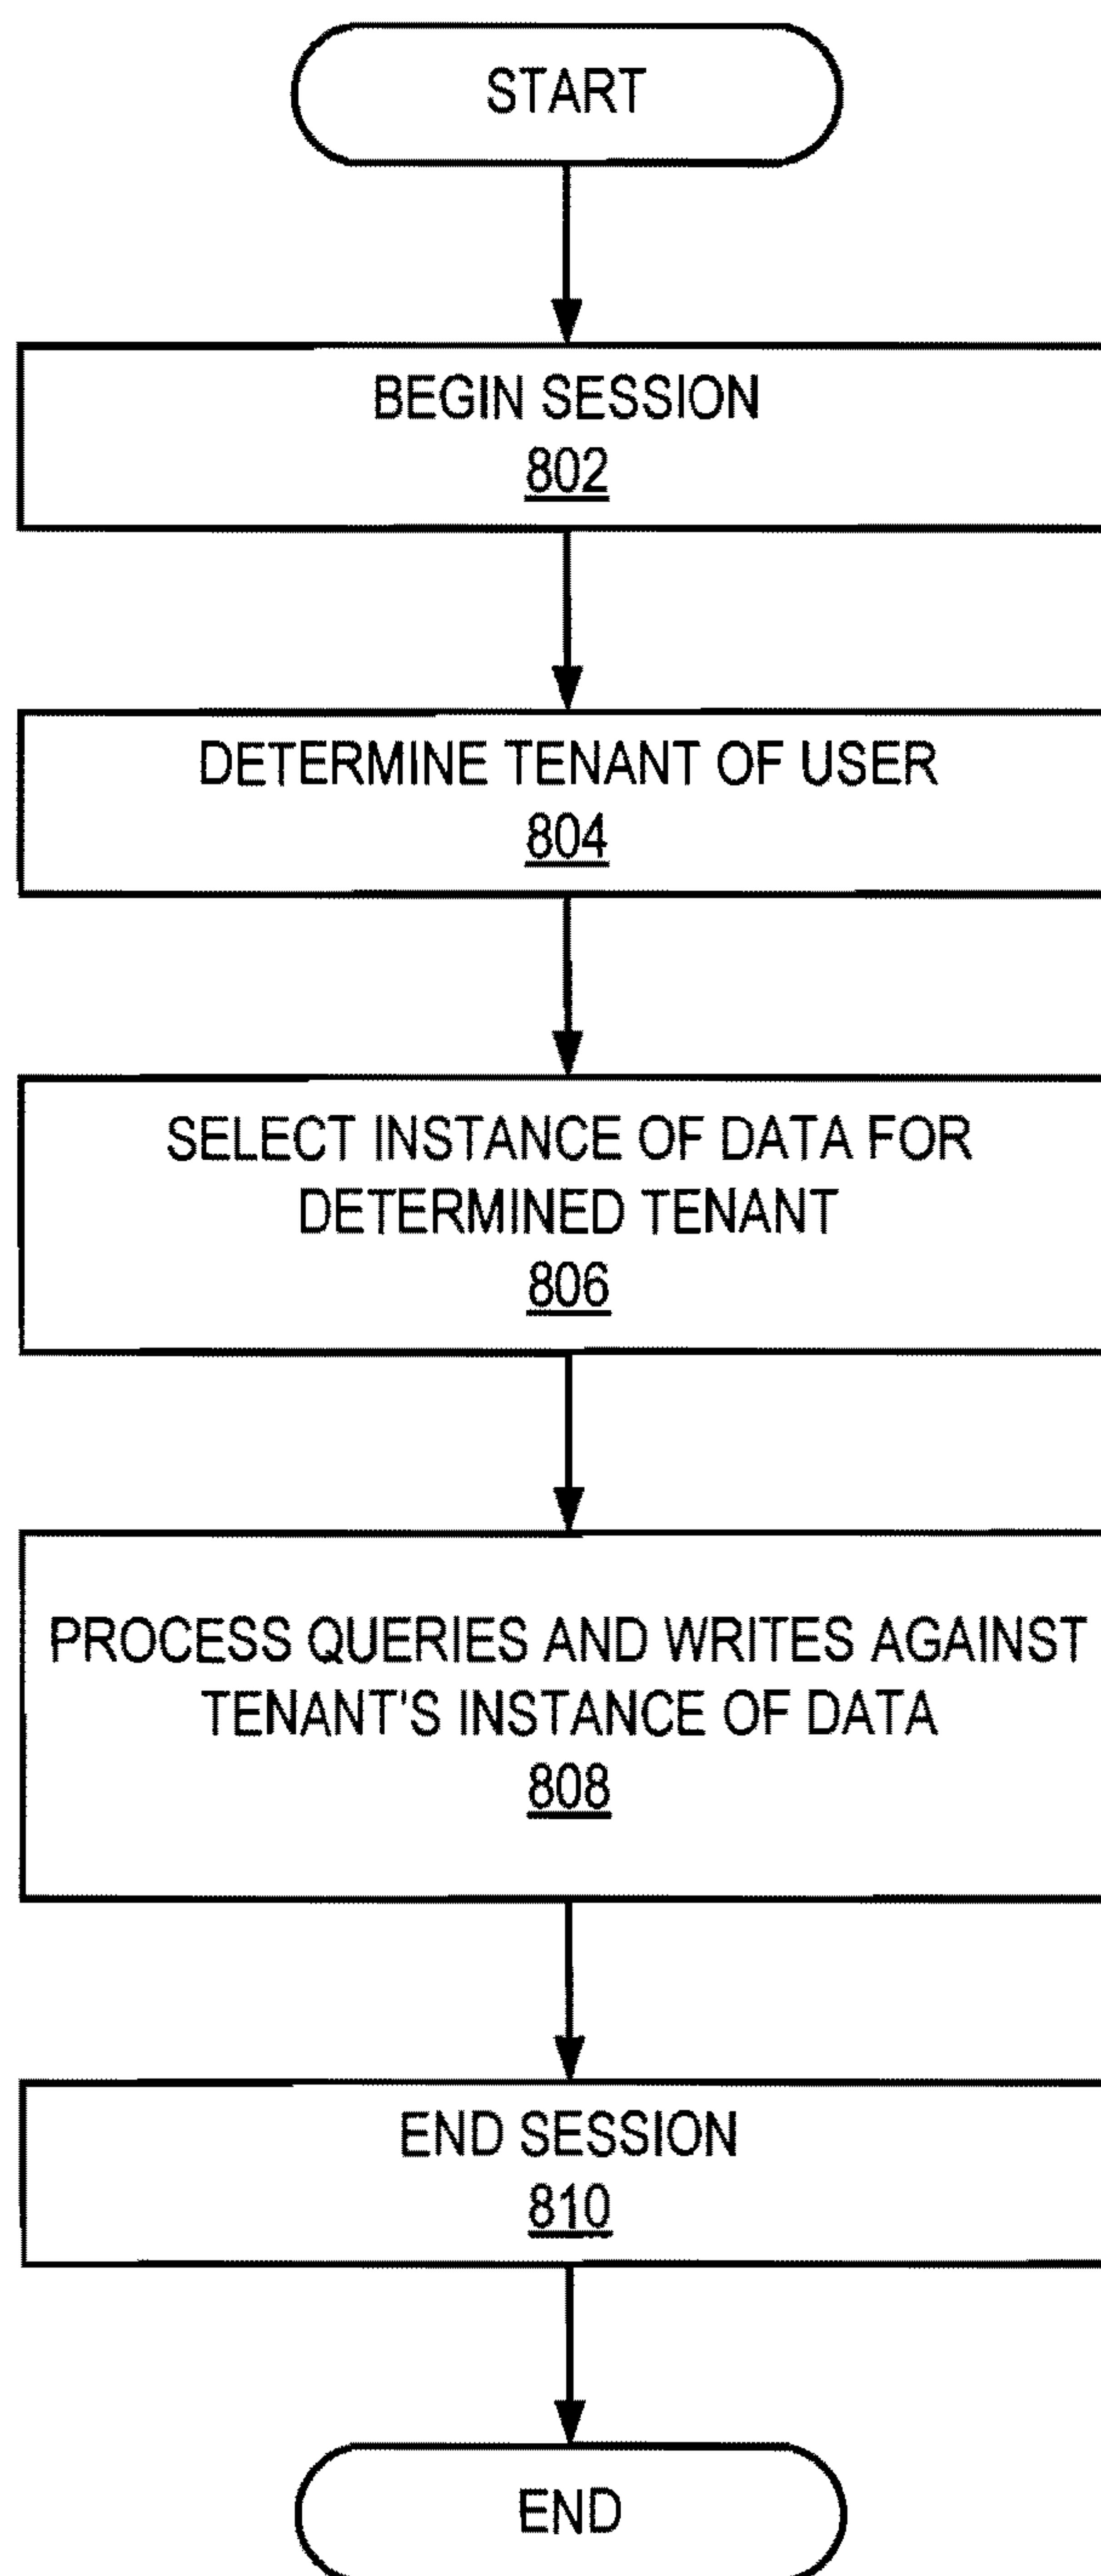 START
BEGIN SESSION
802
DETERMINE TENANT OF USER
804
SELECT INSTANCE OF DATA FOR
DETERMINED TENANT
806
PROCESS QUERIES AND WRITES AGAINST
TENANT'S INSTANCE OF DATA
808
END SESSION
810
END